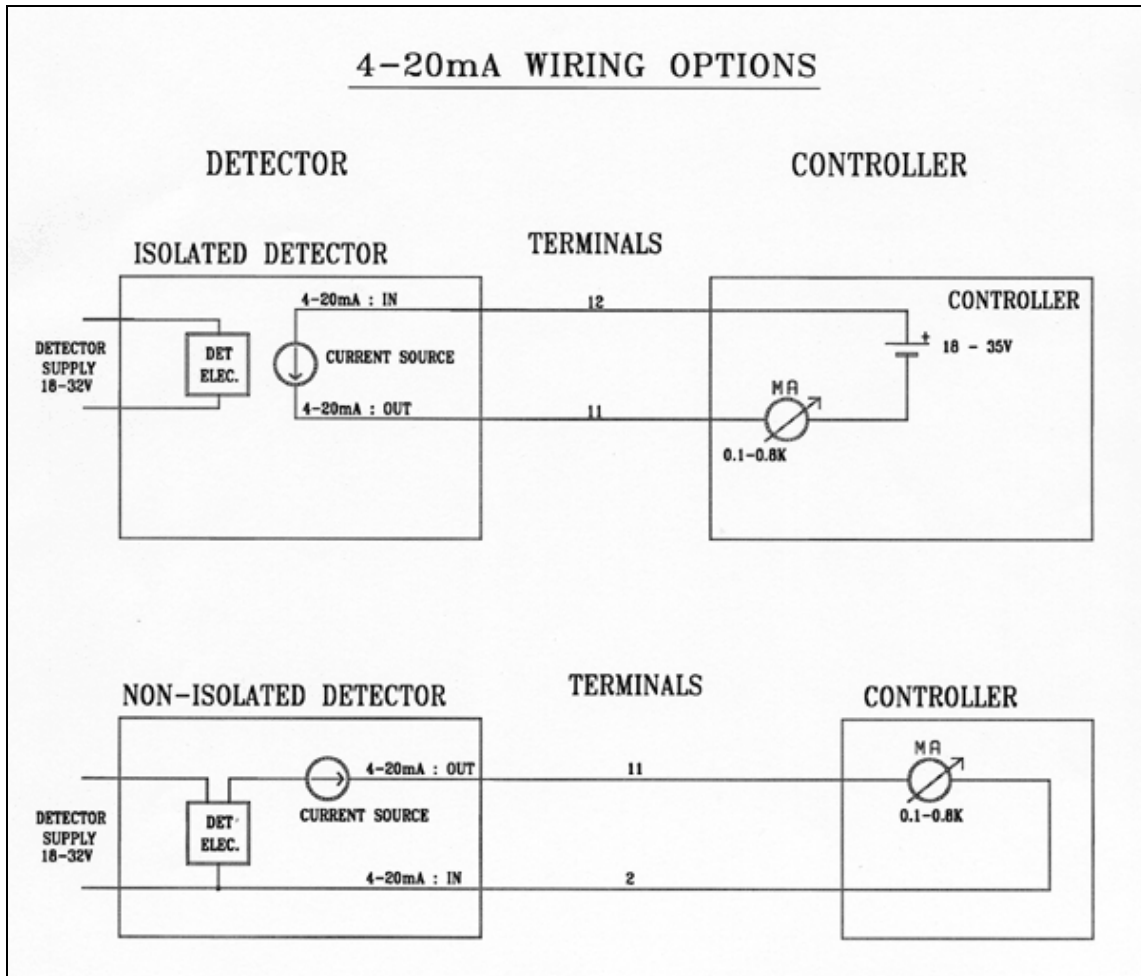 4-20mA WIRING OPTIONS
DETECTOR
CONTROLLER
ISOLATED DETECTOR
TERMINALS
CONTROLLER
4-20mA : IN
12
DETECTOR
SUPPLY
18-32V
DET
ELEC.
CURRENT SOURCE
+
18 - 35V
4-20mA : OUT
11
MA
0.1-0.8K
NON-ISOLATED DETECTOR
TERMINALS
CONTROLLER
4-20mA : OUT
11
MA
0.1-0.8K
DETECTOR
SUPPLY
18-32V
DET
ELEC.
CURRENT SOURCE
4-20mA : IN
2